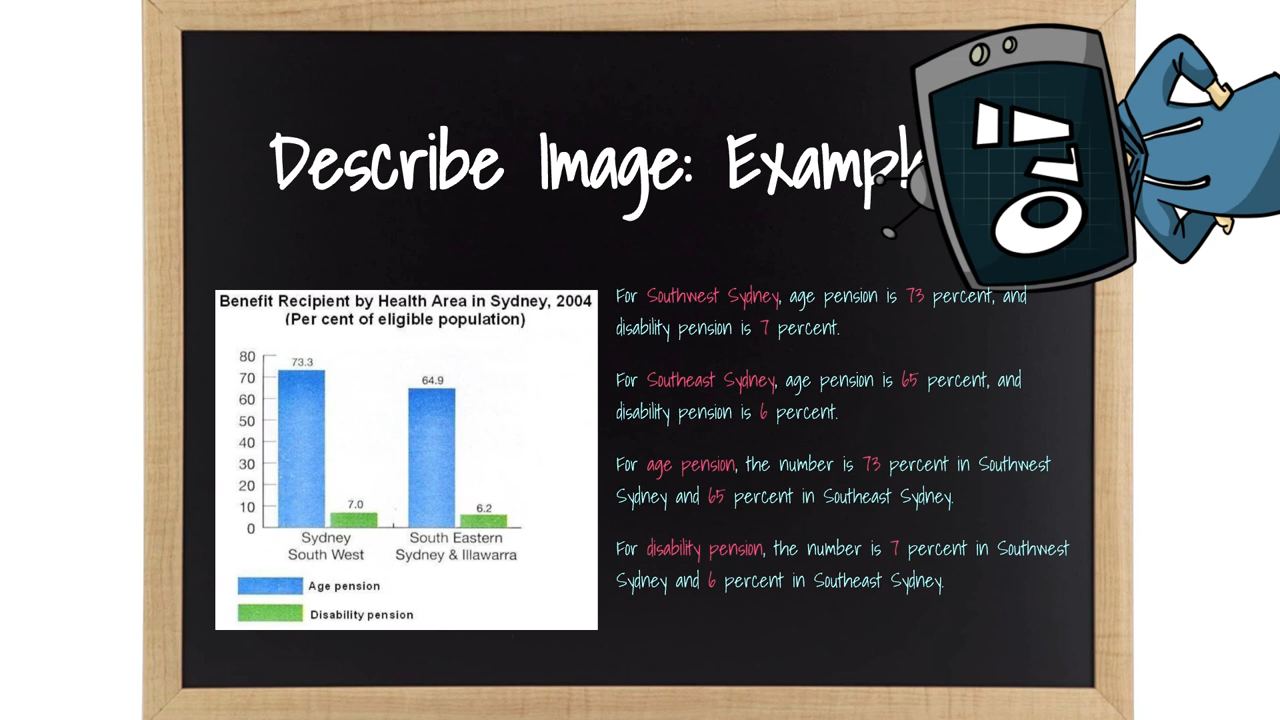 Describe Image:
Benefit Recipient by Health Area in Sydney, 2004
(Per cent of eligible population)
80
70
60
50
40
30
20
10
0
73.3
7.0
64.9
6.2
Sydney
South West
South Eastern
Sydney & Illawarra
Age pension
Disability pension
For Southwest Sydney, age pension is 73 percent, and
disability pension is 7 percent.
For Southeast Sydney, age pension is 65 percent, and
disability pension is 6 percent.
For age pension, the number is 73 percent in Southwest
Sydney and 65 percent in Southeast Sydney.
For disability pension, the number is 7 percent in Southwest
Sydney and 6 percent in Southeast Sydney.